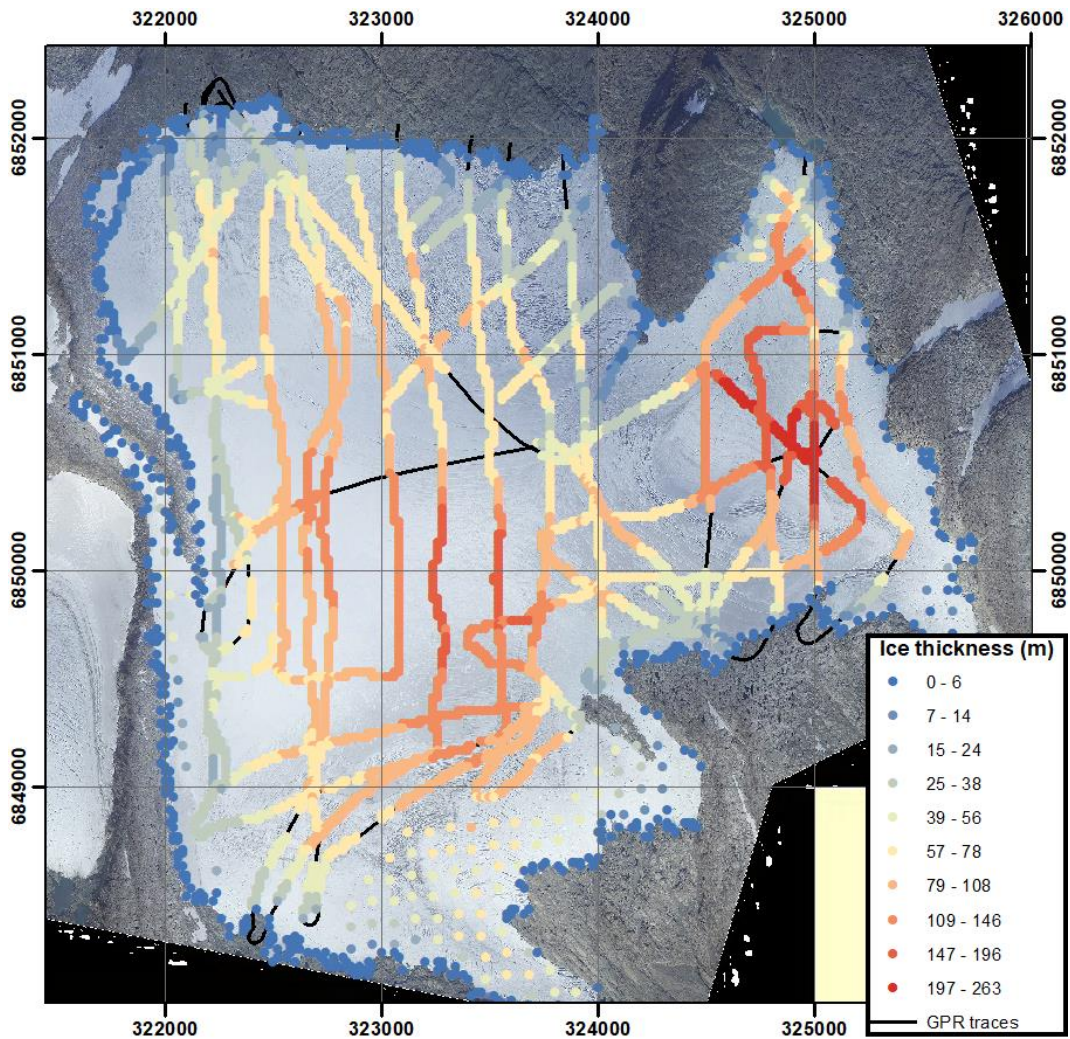 322000 323000 324000 325000 326000
6852000 6852000
6851000 6851000
6850000 6850000
6849000
Ice thickness (m)
0 - 6
7 - 14
15 - 24
25 - 38
39 - 56
57 - 78
79 - 108
109 - 146
147 - 196
197 - 263
GPR traces
322000 323000 324000 325000